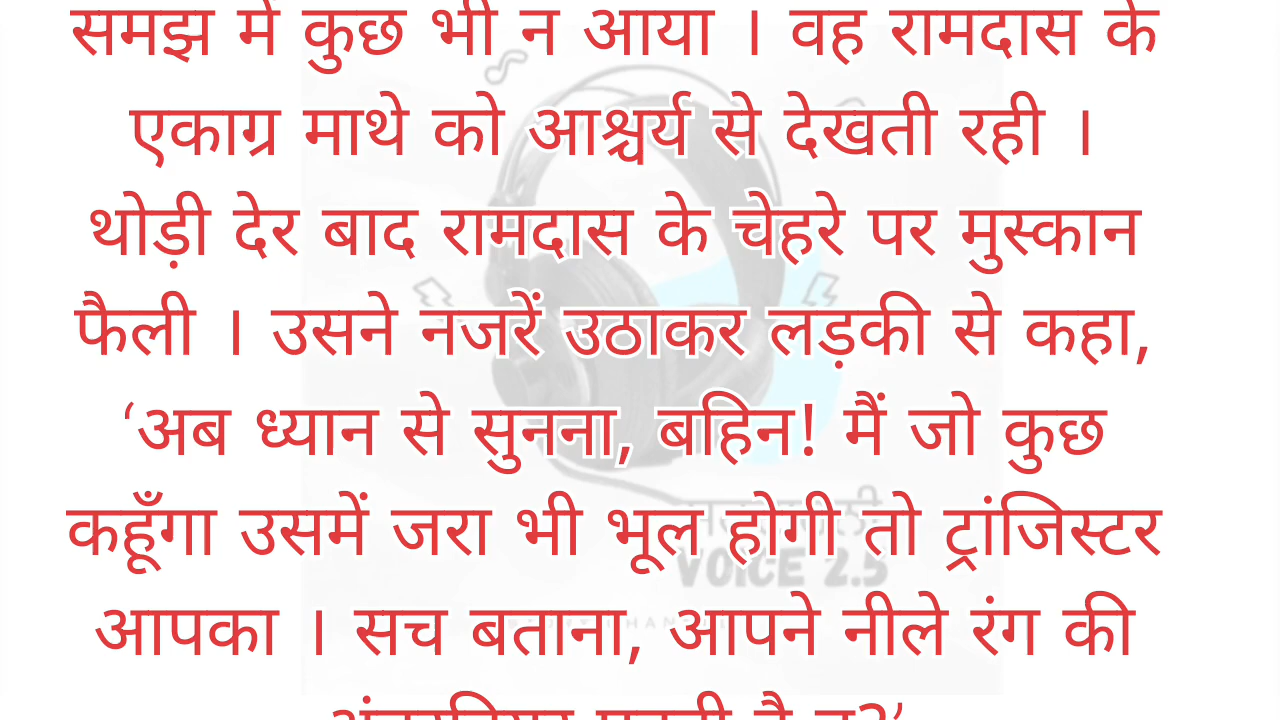 समझ में कुछ भी न आया । वह रामदास के
एकाग्र माथे को आश्चर्य से देखती रही ।
थोड़ी देर बाद रामदास के चेहरे पर मुस्कान
फैली । उसने नजरें उठाकर लड़की से कहा,
‘अब ध्यान से सुनना, बहिन! मैं जो कुछ
कहूँगा उसमें जरा भी भूल होगी तो ट्रांजिस्टर
आपका । सच बताना, आपने नीले रंग की
VOICE 2.5